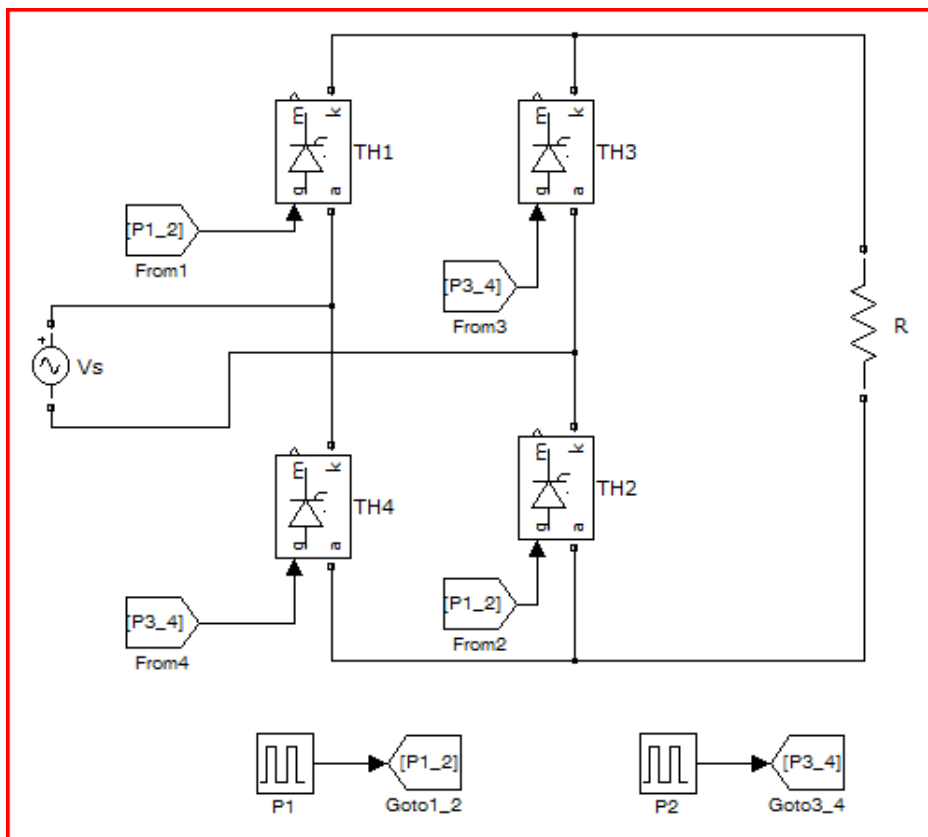 m
k
g
a
TH1
m
k
g
a
TH3
[P1_2]
From1
[P3_4]
From3
+
Vs
R
m
k
g
a
TH4
m
k
g
a
TH2
[P3_4]
From4
[P1_2]
From2
P1
[P1_2]
Goto1_2
P2
[P3_4]
Goto3_4